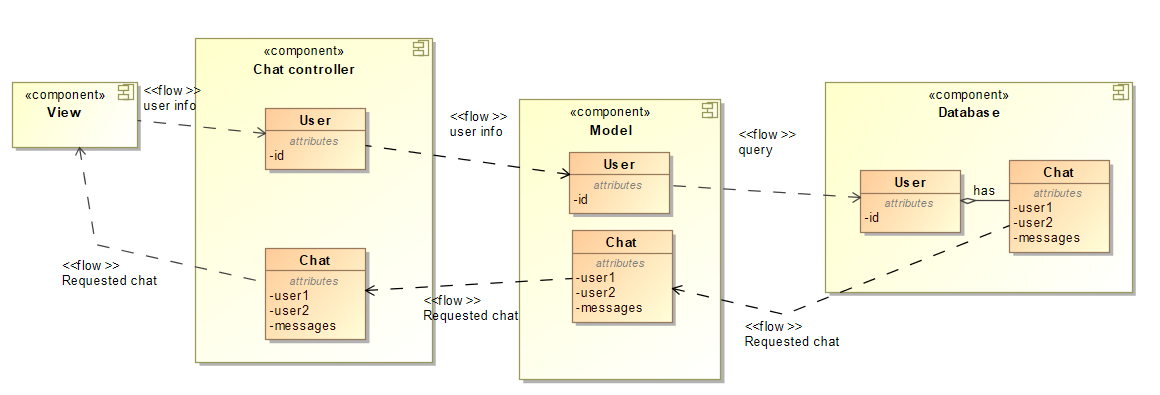 «component»
View
<<flow >>
user info
«component»
Chat controller
User
attributes
-id
Chat
attributes
-user1
-user2
-messages
<<flow >>
Requested chat
<<flow >>
user info
<<flow >>
Requested chat
«component»
Model
User
attributes
-id
Chat
attributes
-user1
-user2
-messages
<<flow >>
query
<<flow >>
Requested chat
«component»
Database
User
attributes
-id
has
Chat
attributes
-user1
-user2
-messages